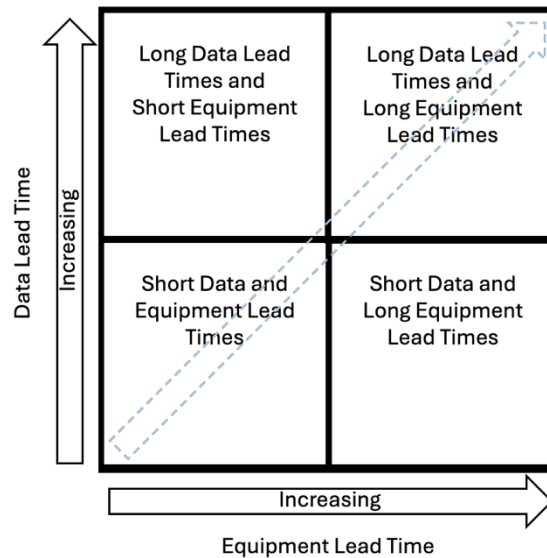 Long Data Lead
Times and
Short Equipment
Lead Times
Long Data Lead
Times and
Long Equipment
Lead Times
Short Data and
Equipment Lead
Times
Short Data and
Long Equipment
Lead Times
Data Lead Time
Increasing
Increasing
Equipment Lead Time